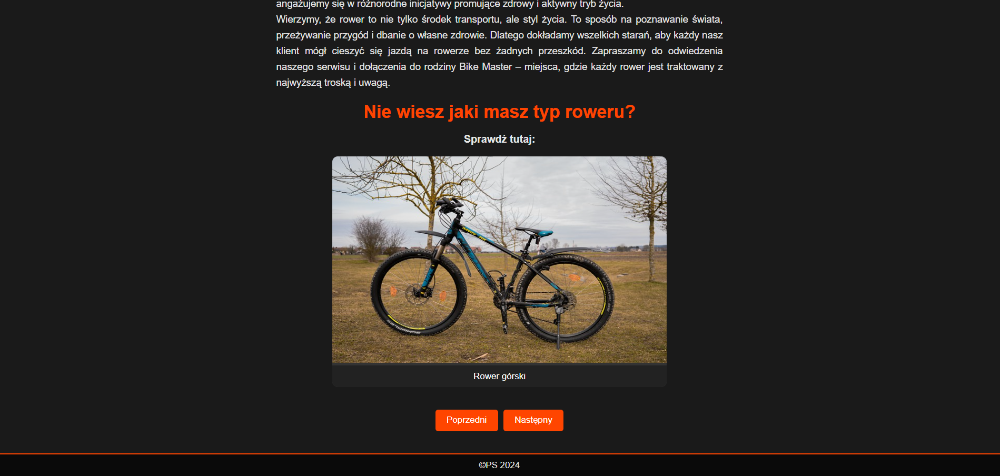 angażujemy się w różnorodne inicjatywy promujące zdrowy i aktywny tryb życia.
Wierzymy, że rower to nie tylko środek transportu, ale styl życia. To sposób na poznawanie świata,
przeżywanie przygód i dbanie o własne zdrowie. Dlatego dokładamy wszelkich starań, aby każdy nasz
klient mógł cieszyć się jazdą na rowerze bez żadnych przeszkód. Zapraszamy do odwiedzenia
naszego serwisu i dołączenia do rodziny Bike Master – miejsca, gdzie każdy rower jest traktowany z
najwyższą troską i uwagą.
Nie wiesz jaki masz typ roweru?
Sprawdź tutaj:
SCHWALBE
SCHWALBE
Rower górski
Poprzedni
Następny
©PS 2024